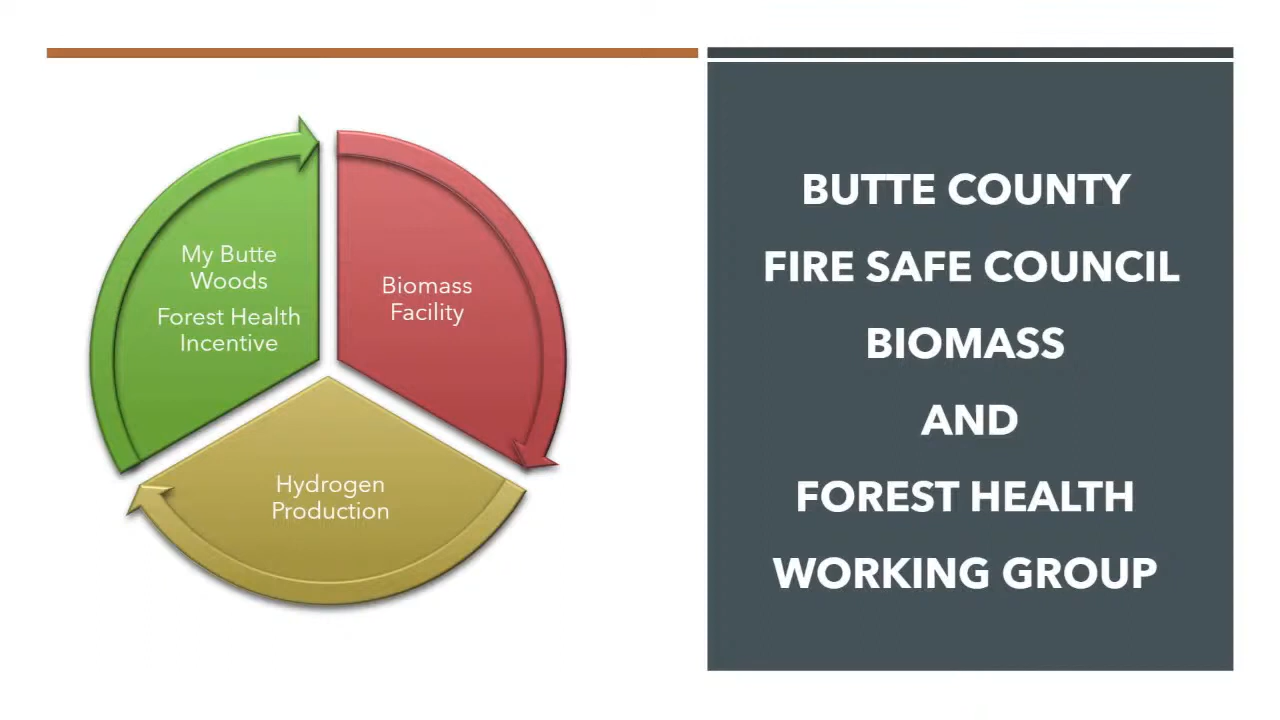 My Butte
Woods
Forest Health
Incentive
Biomass
Facility
Hydrogen
Production
BUTTE COUNTY
FIRE SAFE COUNCIL
BIOMASS
AND
FOREST HEALTH
WORKING GROUP